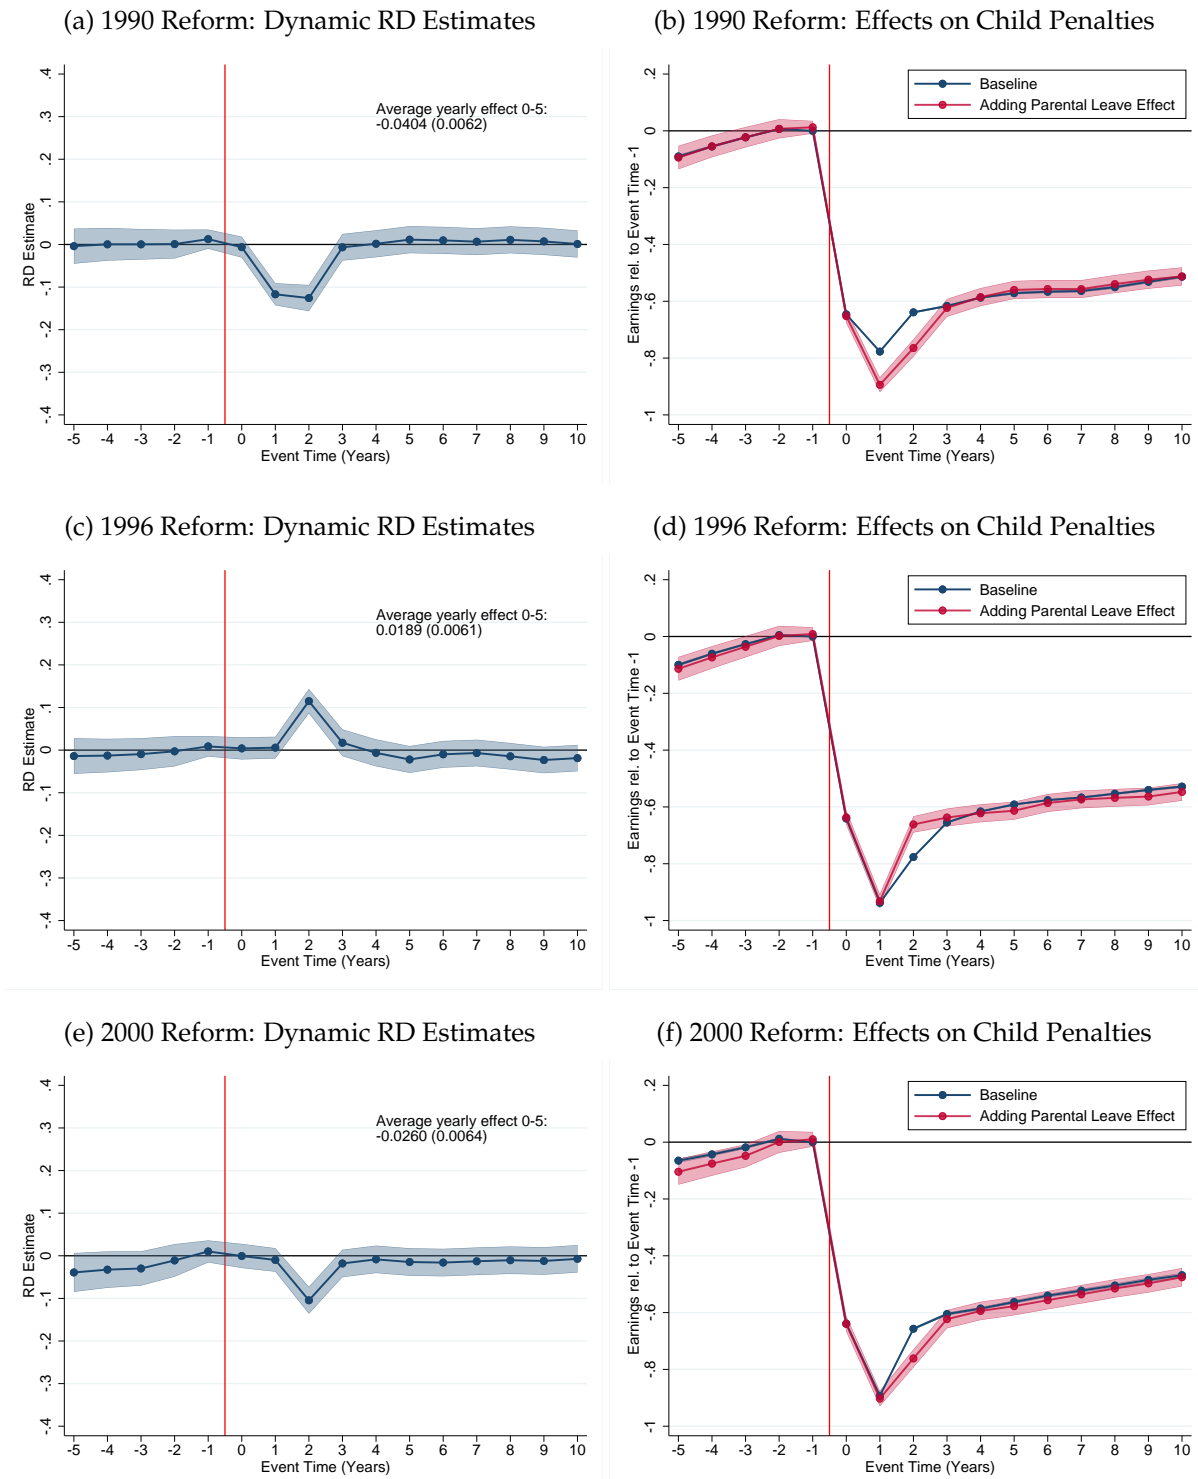 (a) 1990 Reform: Dynamic RD Estimates
.4
.3
.2
.1
0
-.1
-.2
-.3
-.4
RD Estimate
Average yearly effect 0-5:
-0.0404 (0.0062)
-5 -4 -3 -2 -1 0 1 2 3 4 5 6 7 8 9 10
Event Time (Years)
(b) 1990 Reform: Effects on Child Penalties
.2
0
-.2
-.4
-.6
-.8
-1
Earnings rel. to Event Time -1
Baseline
Adding Parental Leave Effect
-5 -4 -3 -2 -1 0 1 2 3 4 5 6 7 8 9 10
Event Time (Years)
(c) 1996 Reform: Dynamic RD Estimates
.4
.3
.2
.1
0
-.1
-.2
-.3
-.4
RD Estimate
Average yearly effect 0-5:
0.0189 (0.0061)
-5 -4 -3 -2 -1 0 1 2 3 4 5 6 7 8 9 10
Event Time (Years)
(d) 1996 Reform: Effects on Child Penalties
.2
0
-.2
-.4
-.6
-.8
-1
Earnings rel. to Event Time -1
Baseline
Adding Parental Leave Effect
-5 -4 -3 -2 -1 0 1 2 3 4 5 6 7 8 9 10
Event Time (Years)
(e) 2000 Reform: Dynamic RD Estimates
.4
.3
.2
.1
0
-.1
-.2
-.3
-.4
RD Estimate
Average yearly effect 0-5:
-0.0260 (0.0064)
-5 -4 -3 -2 -1 0 1 2 3 4 5 6 7 8 9 10
Event Time (Years)
(f) 2000 Reform: Effects on Child Penalties
.2
0
-.2
-.4
-.6
-.8
-1
Earnings rel. to Event Time -1
Baseline
Adding Parental Leave Effect
-5 -4 -3 -2 -1 0 1 2 3 4 5 6 7 8 9 10
Event Time (Years)